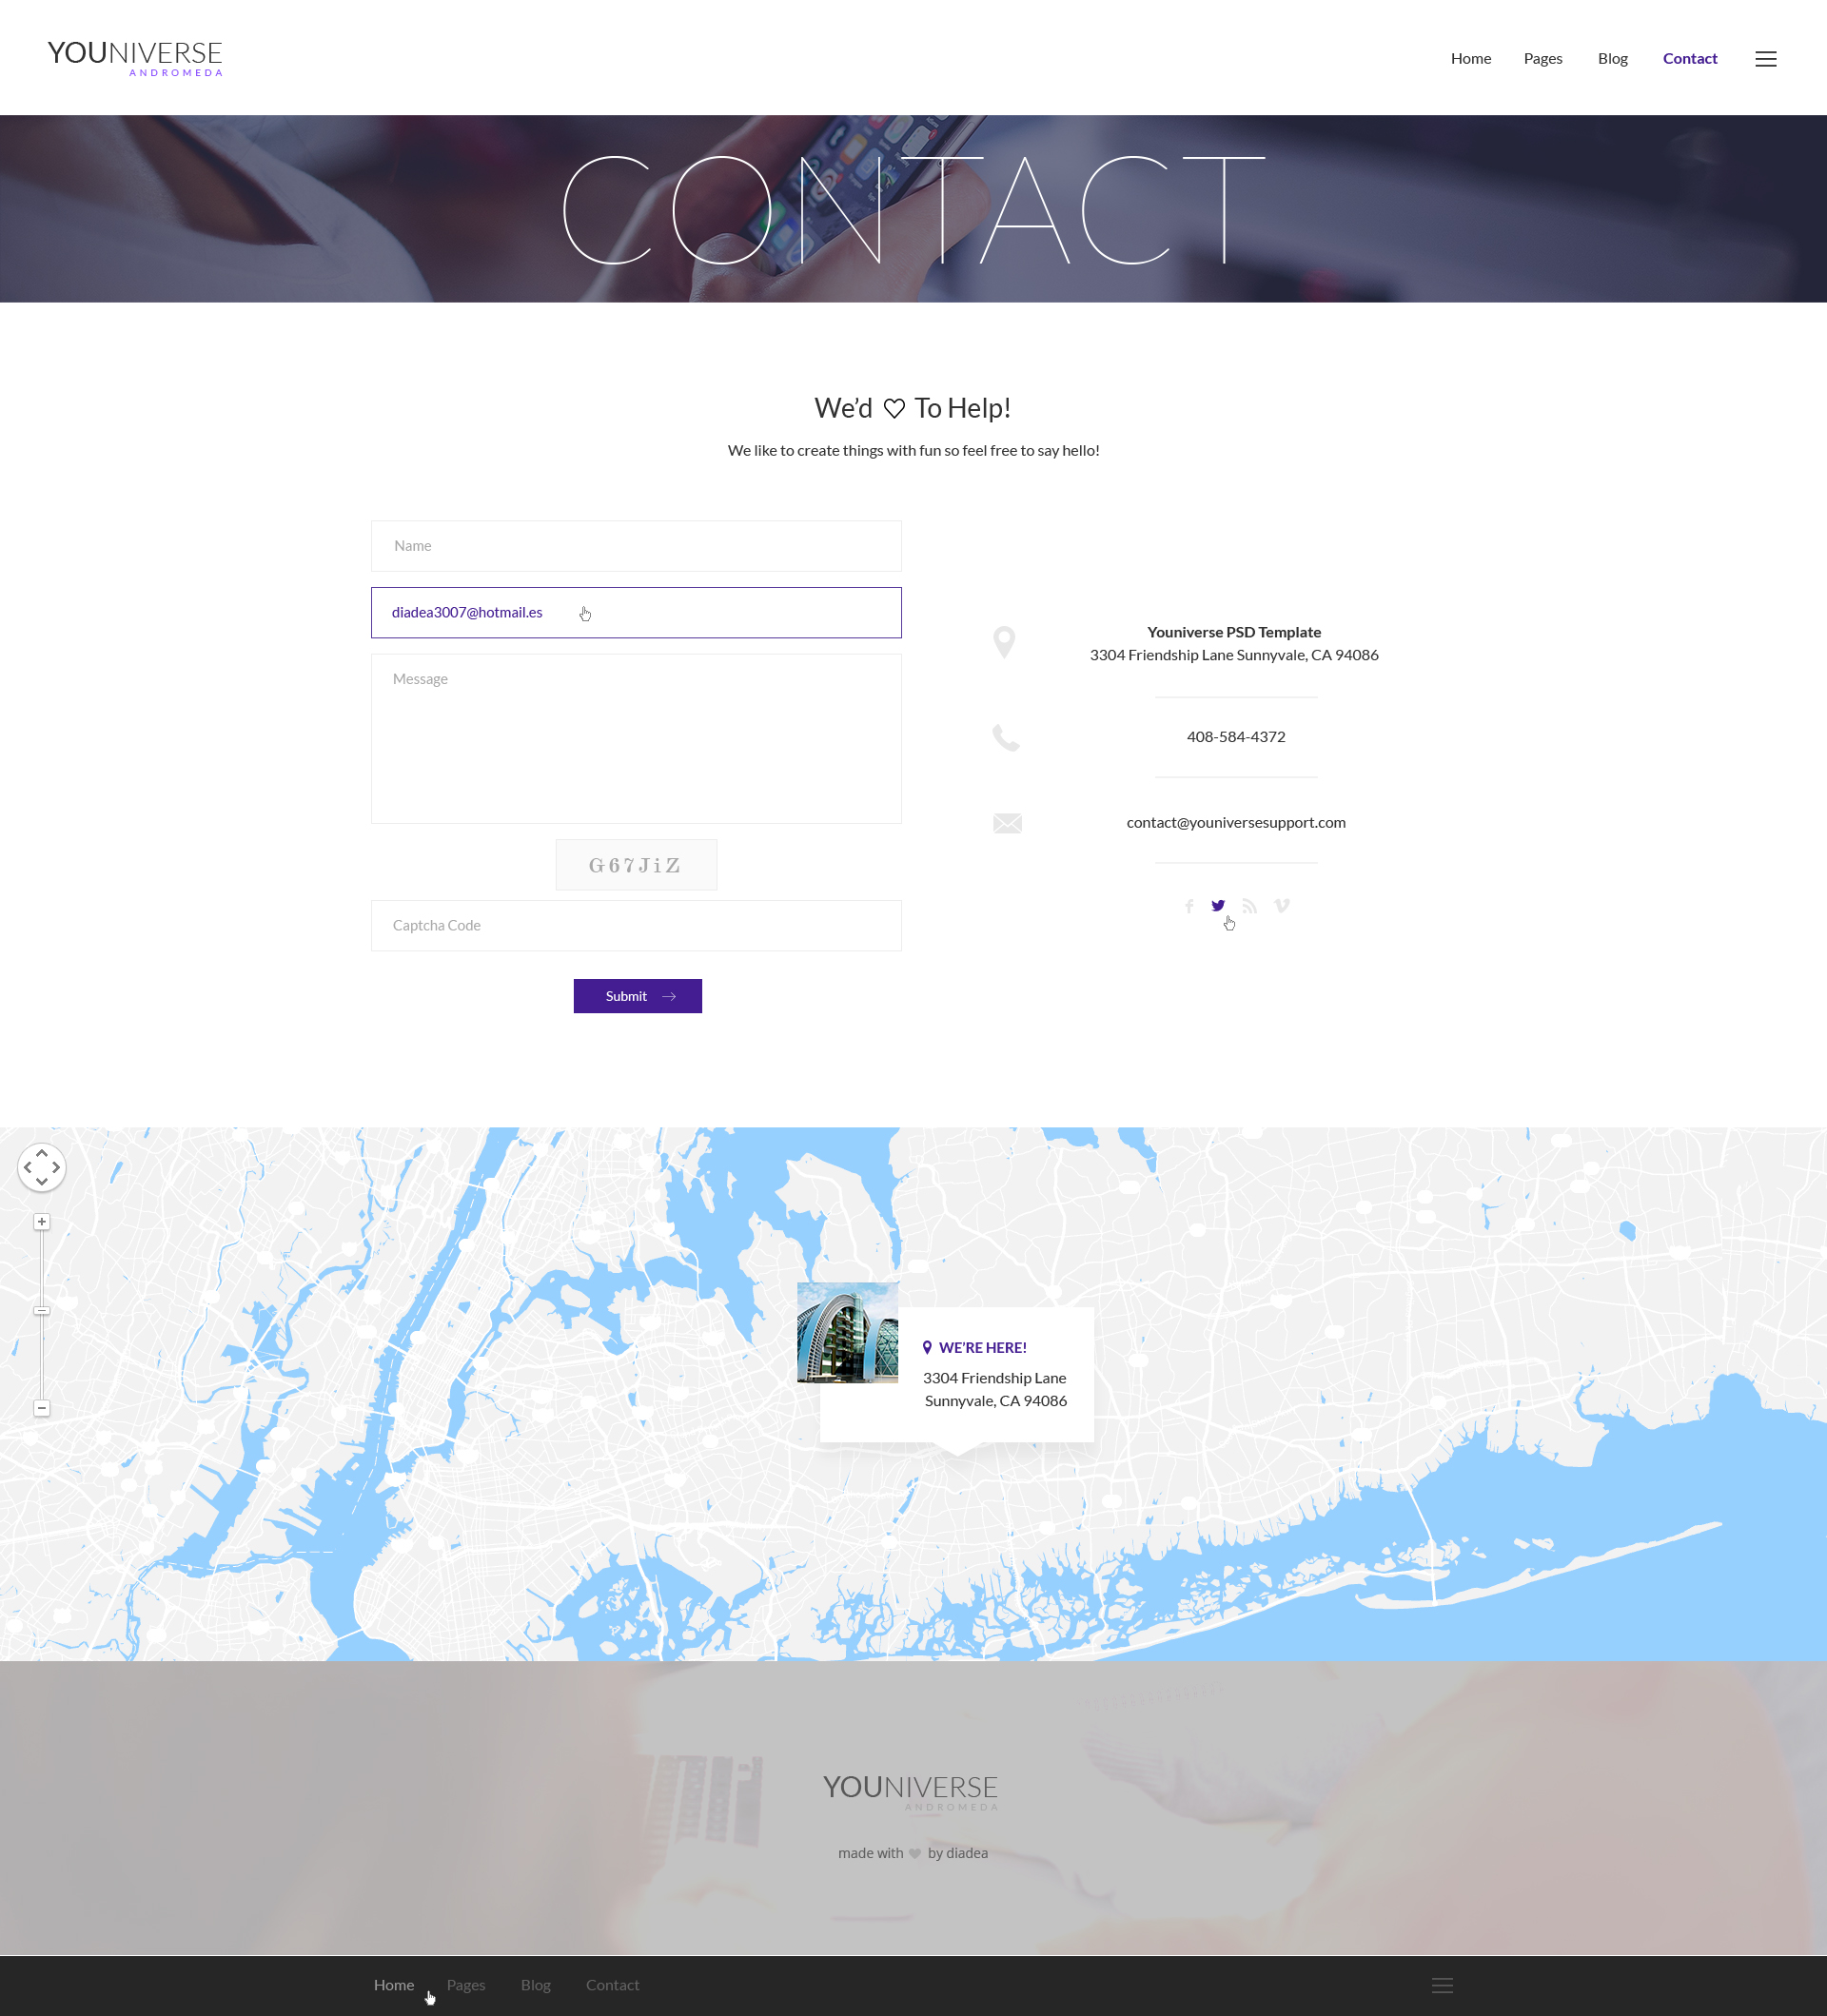 YOUNIVERSE
ANDROMEDA
Home Pages Blog Contact
CONTACT
We’d To Help!
We like to create things with fun so feel free to say hello!
Name
diadea3007@hotmail.es
Message
G67JiZ
Captcha Code
Submit
Youniverse PSD Template
3304 Friendship Lane Sunnyvale, CA 94086
408-584-4372
contact@youniversesupport.com
WE’RE HERE!
3304 Friendship Lane
Sunnyvale, CA 94086
YOUNIVERSE
ANDROMEDA
made with by diadea
Home Pages Blog Contact